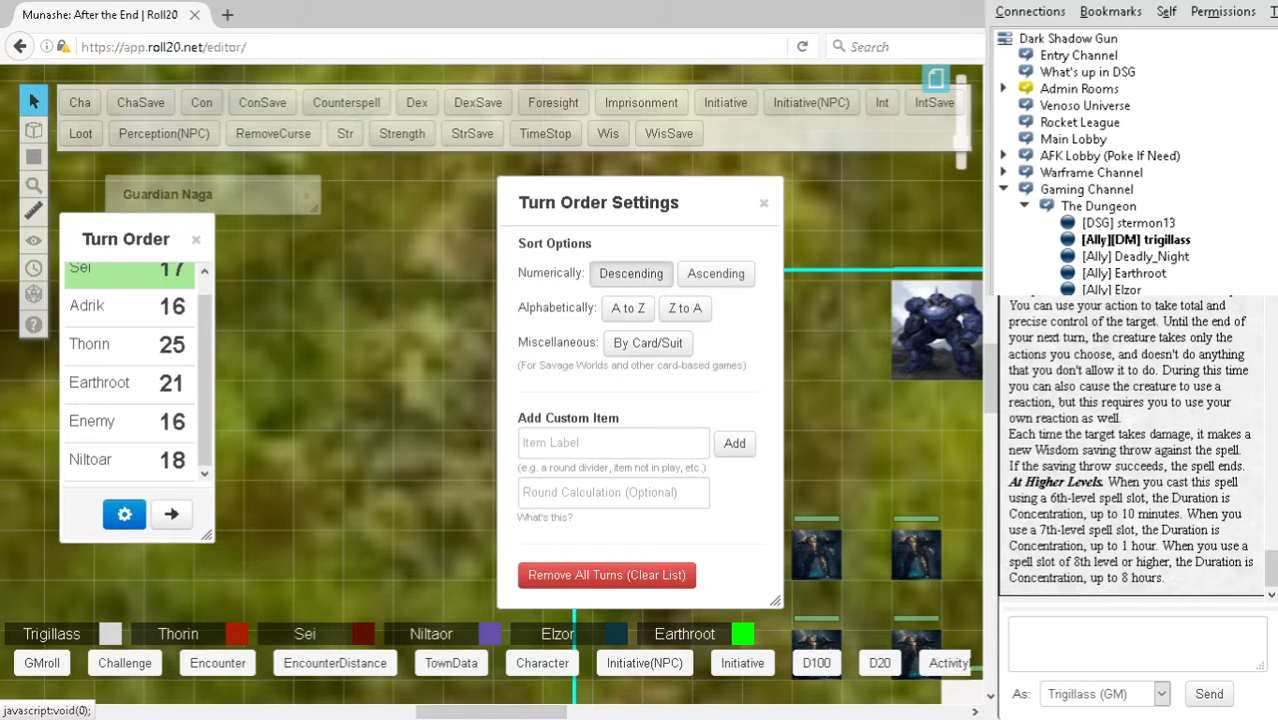 Munashe: After the End | Roll20
https://app.roll20.net/editor/
Search
Cha
ChaSave
Con
ConSave
Counterspell
Dex
DexSave
Foresight
Imprisonment
Initiative
Initiative(NPC)
Int
IntSave
Loot
Perception(NPC)
RemoveCurse
Str
Strength
StrSave
TimeStop
Wis
WisSave
Guardian Naga
Turn Order
Sei 17
Adrik 16
Thorin 25
Earthroot 21
Enemy 16
Niltoar 18
Turn Order Settings
Sort Options
Numerically: Descending Ascending
Alphabetically: A to Z Z to A
Miscellaneous: By Card/Suit
(For Savage Worlds and other card-based games)
Add Custom Item
Item Label
Add
(e.g. a round divider, item not in play, etc.)
Round Calculation (Optional)
What's this?
Remove All Turns (Clear List)
Trigillass
Thorin
Sei
Niltaor
Elzor
Earthroot
GMroll
Challenge
Encounter
EncounterDistance
TownData
Character
Initiative(NPC)
Initiative
D100
D20
Activity
javascript:void(0);
Connections Bookmarks Self Permissions T
Dark Shadow Gun
Entry Channel
What's up in DSG
Admin Rooms
Venoso Universe
Rocket League
Main Lobby
AFK Lobby (Poke If Need)
Warframe Channel
Gaming Channel
The Dungeon
[DSG] stermon13
[Ally][DM] trigillass
[Ally] Deadly_Night
[Ally] Earthroot
[Ally] Elzor
You can use your action to take total and
precise control of the target. Until the end of
your next turn, the creature takes only the
actions you choose, and doesn't do anything
that you don't allow it to do. During this time
you can also cause the creature to use a
reaction, but this requires you to use your
own reaction as well.
Each time the target takes damage, it makes a
new Wisdom saving throw against the spell.
If the saving throw succeeds, the spell ends.
At Higher Levels. When you cast this spell
using a 6th-level spell slot, the Duration is
Concentration, up to 10 minutes. When you
use a 7th-level spell slot, the Duration is
Concentration, up to 1 hour. When you use a
spell slot of 8th level or higher, the Duration is
Concentration, up to 8 hours.
As: Trigillass (GM) Send